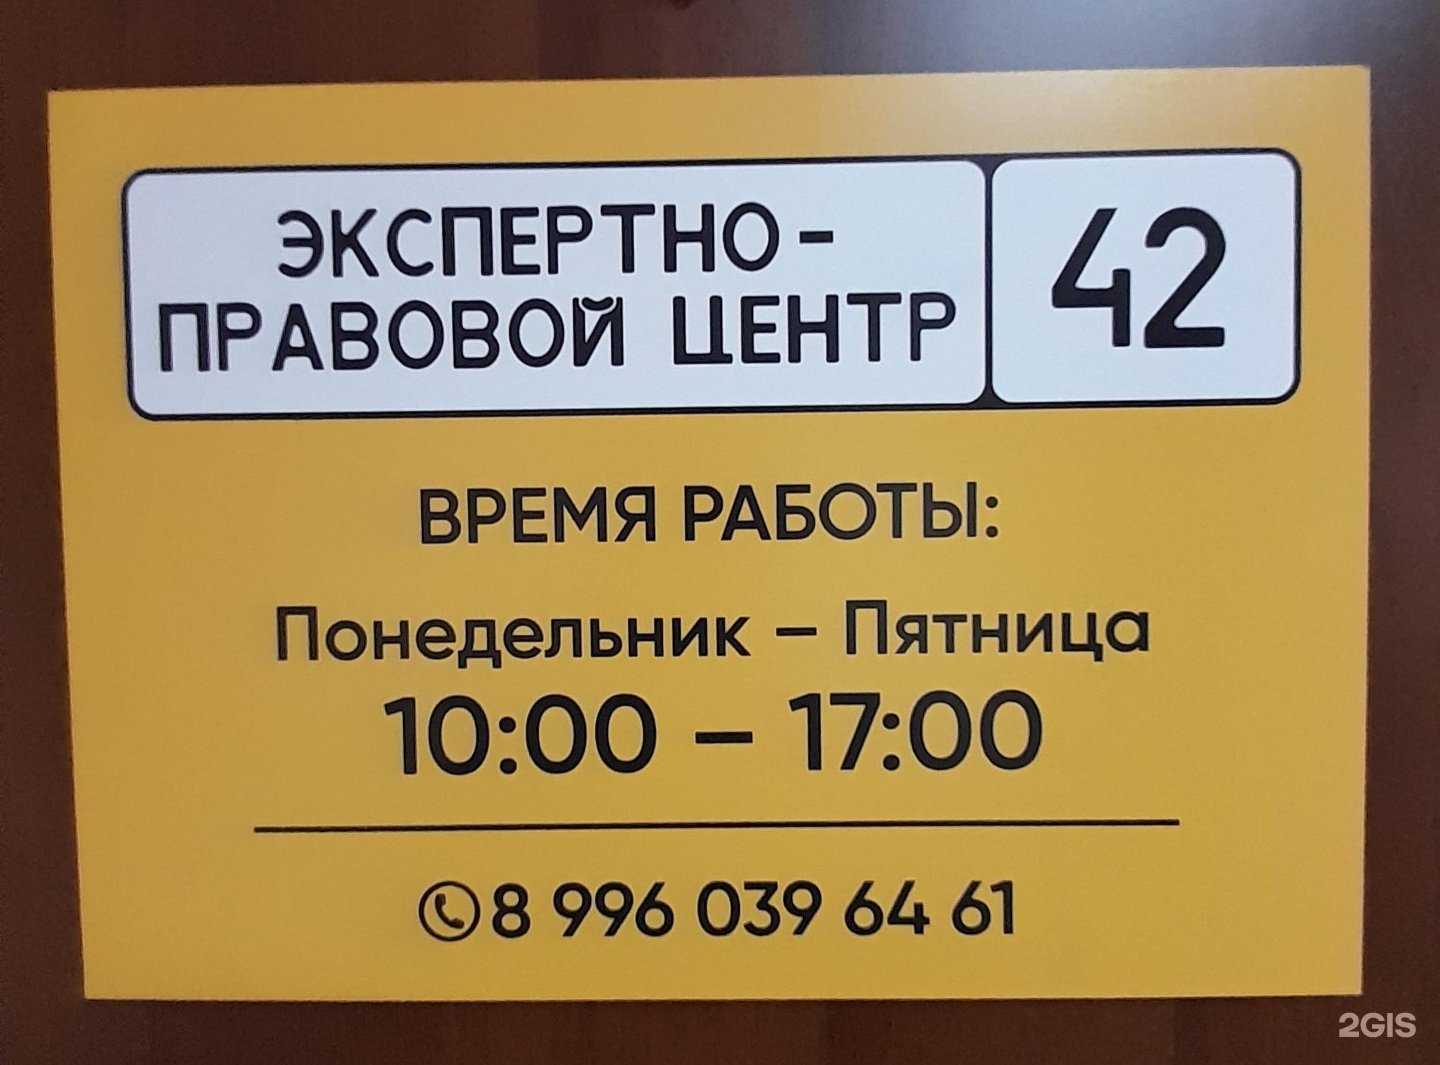 ЭКСПЕРТНО-
ПРАВОВОЙ ЦЕНТР
42
ВРЕМЯ РАБОТЫ:
Понедельник – Пятница
10:00 – 17:00
8 996 039 64 61
2GIS